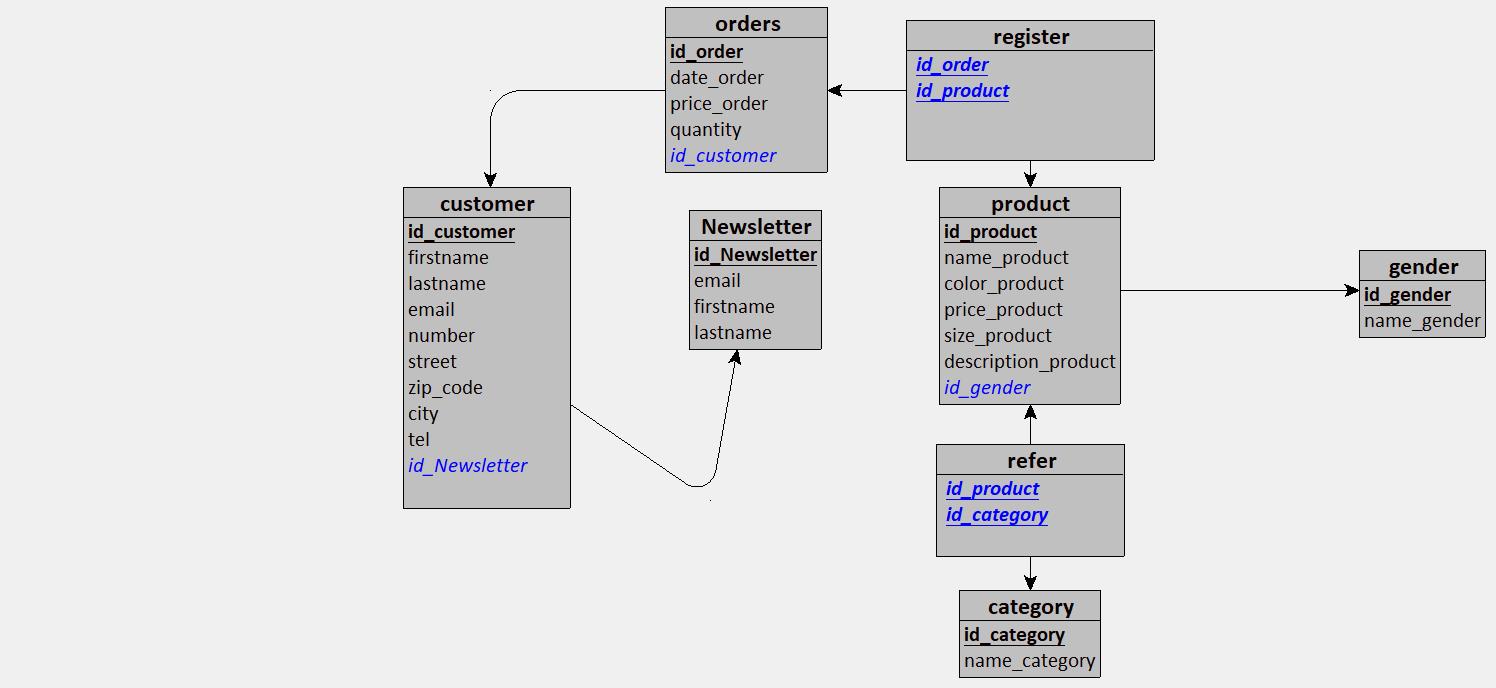 orders
id_order
date_order
price_order
quantity
id_customer
register
id_order
id_product
customer
id_customer
firstname
lastname
email
number
street
zip_code
city
tel
id_Newsletter
Newsletter
id_Newsletter
email
firstname
lastname
product
id_product
name_product
color_product
price_product
size_product
description_product
id_gender
gender
id_gender
name_gender
refer
id_product
id_category
category
id_category
name_category